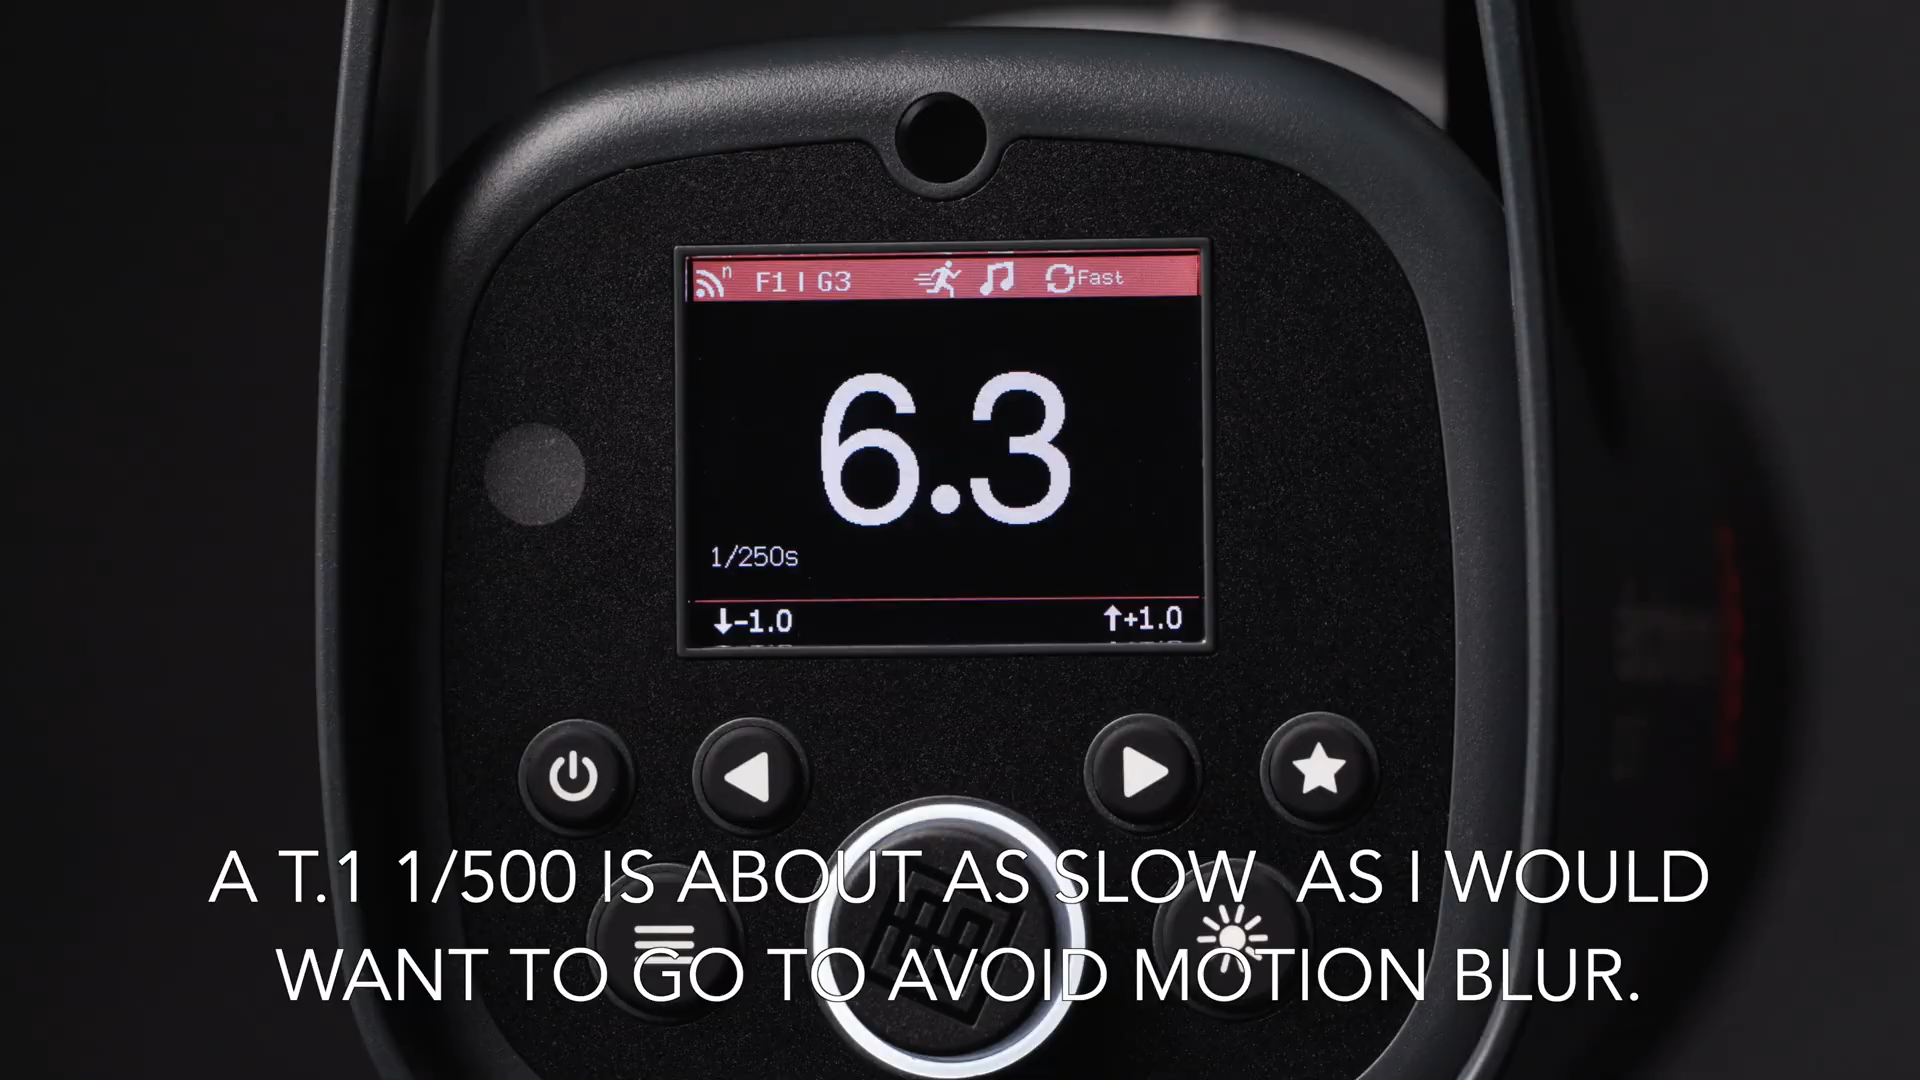 n F1 | G3 Fast
6.3
1/250s
-1.0 +1.0
A T.1 1/500 IS ABOUT AS SLOW AS I WOULD
WANT TO GO TO AVOID MOTION BLUR.